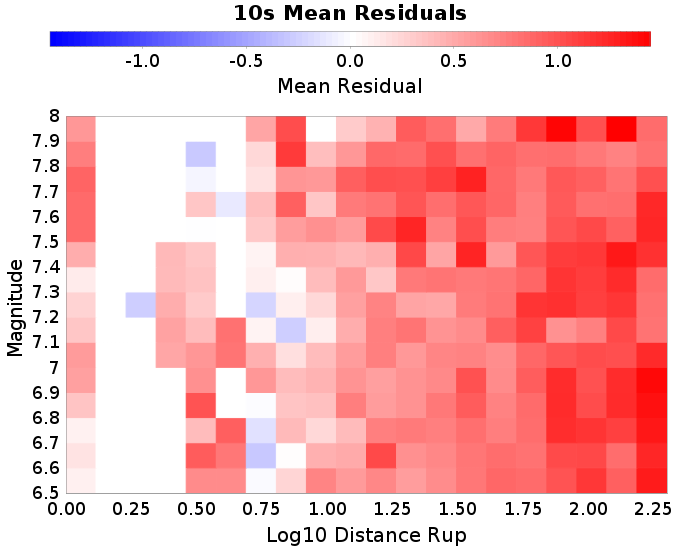 10s Mean Residuals
-1.0 -0.5 0.0 0.5 1.0
Mean Residual
8
7.9
7.8
7.7
7.6
7.5
7.4
7.3
7.2
7.1
7
6.9
6.8
6.7
6.6
6.5
Magnitude
0.00 0.25 0.50 0.75 1.00 1.25 1.50 1.75 2.00 2.25
Log10 Distance Rup